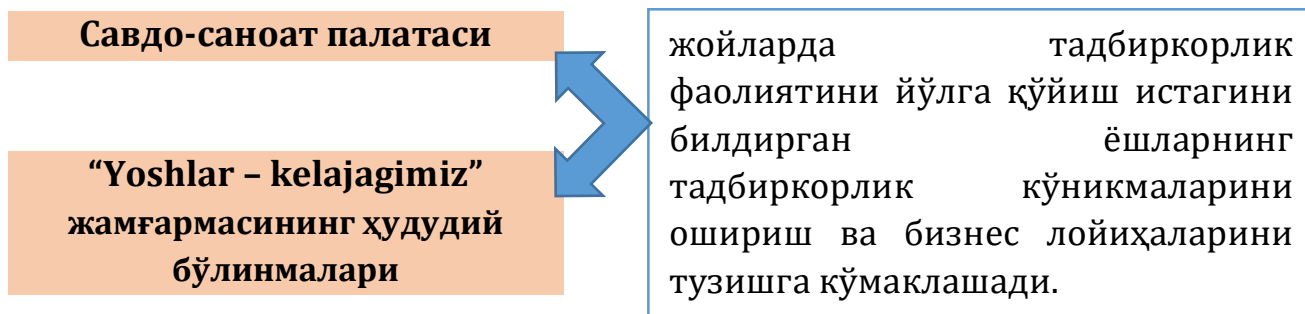 Савдо-саноат палатаси
“Yoshlar – kelajagimiz”
жамғармасининг ҳудудий
бўлинмалари
жойларда тадбиркорлик
фаолиятини йўлга қўйиш истагини
билдирган ёшларнинг
тадбиркорлик кўникмаларини
ошириш ва бизнес лойиҳаларини
тузишга кўмаклашади.